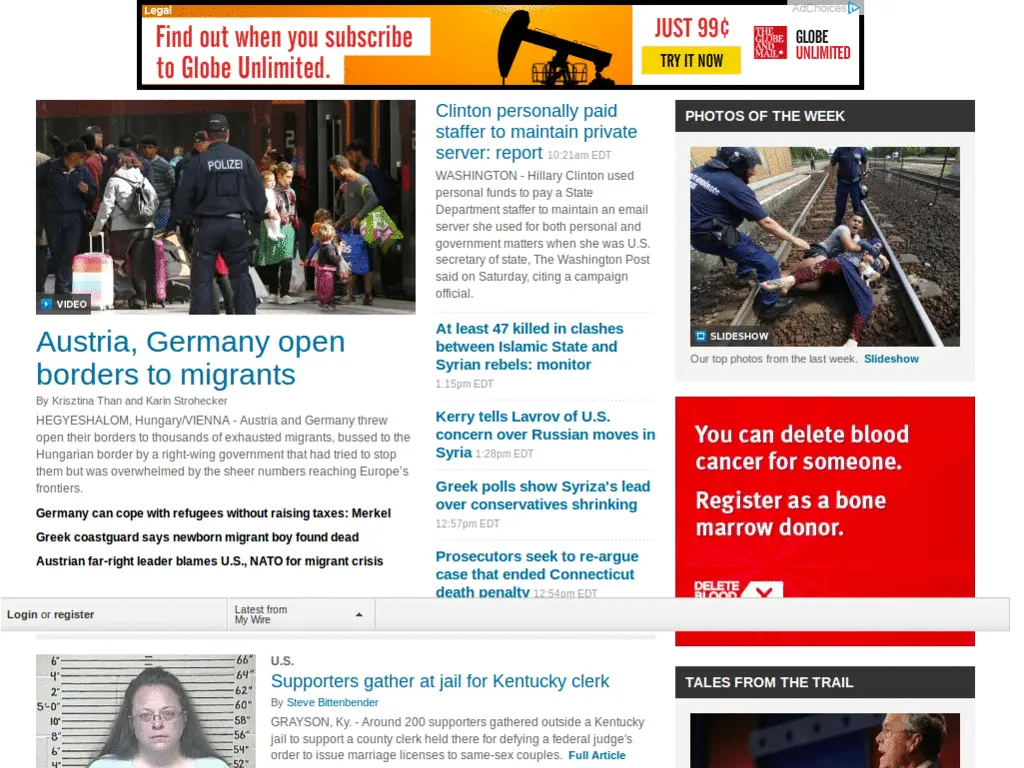 Legal
AdChoices
Find out when you subscribe
to Globe Unlimited.
JUST 99¢
TRY IT NOW
THE
GLOBE
AND
MAIL
GLOBE
UNLIMITED
POLIZEI
2
VIDEO
Austria, Germany open
borders to migrants
By Krisztina Than and Karin Strohecker
HEGYESHALOM, Hungary/VIENNA - Austria and Germany threw
open their borders to thousands of exhausted migrants, bussed to the
Hungarian border by a right-wing government that had tried to stop
them but was overwhelmed by the sheer numbers reaching Europe's
frontiers.
Germany can cope with refugees without raising taxes: Merkel
Greek coastguard says newborn migrant boy found dead
Austrian far-right leader blames U.S., NATO for migrant crisis
Clinton personally paid
staffer to maintain private
server: report 10:21am EDT
WASHINGTON - Hillary Clinton used
personal funds to pay a State
Department staffer to maintain an email
server she used for both personal and
government matters when she was U.S.
secretary of state, The Washington Post
said on Saturday, citing a campaign
official.
At least 47 killed in clashes
between Islamic State and
Syrian rebels: monitor
1:15pm EDT
Kerry tells Lavrov of U.S.
concern over Russian moves in
Syria 1:28pm EDT
Greek polls show Syriza's lead
over conservatives shrinking
12:57pm EDT
Prosecutors seek to re-argue
case that ended Connecticut
death penalty 12:54pm EDT
PHOTOS OF THE WEEK
SLIDESHOW
Our top photos from the last week. Slideshow
You can delete blood
cancer for someone.
Register as a bone
marrow donor.
DELETE
BLOOD
Login or register
Latest from
My Wire
6" 66"
4" 64"
2" 62"
5'-0" 60"
10" 58"
8" 56"
6" 54"
4" 52"
U.S.
Supporters gather at jail for Kentucky clerk
By Steve Bittenbender
GRAYSON, Ky. - Around 200 supporters gathered outside a Kentucky
jail to support a county clerk held there for defying a federal judge's
order to issue marriage licenses to same-sex couples. Full Article
TALES FROM THE TRAIL